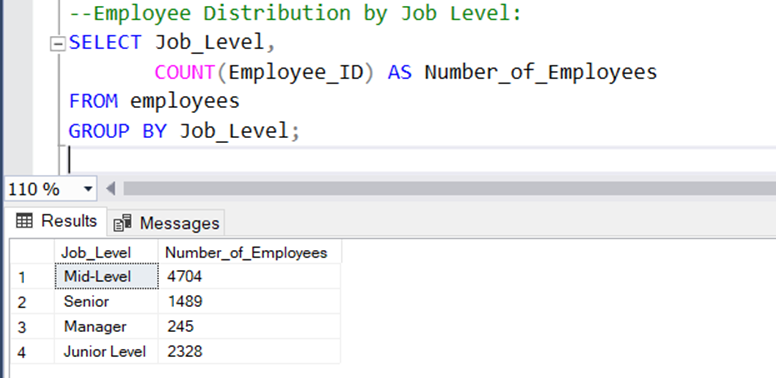 --Employee Distribution by Job Level:
SELECT Job_Level,
COUNT(Employee_ID) AS Number_of_Employees
FROM employees
GROUP BY Job_Level;
110 %
Results Messages
Job_Level Number_of_Employees
1 Mid-Level 4704
2 Senior 1489
3 Manager 245
4 Junior Level 2328